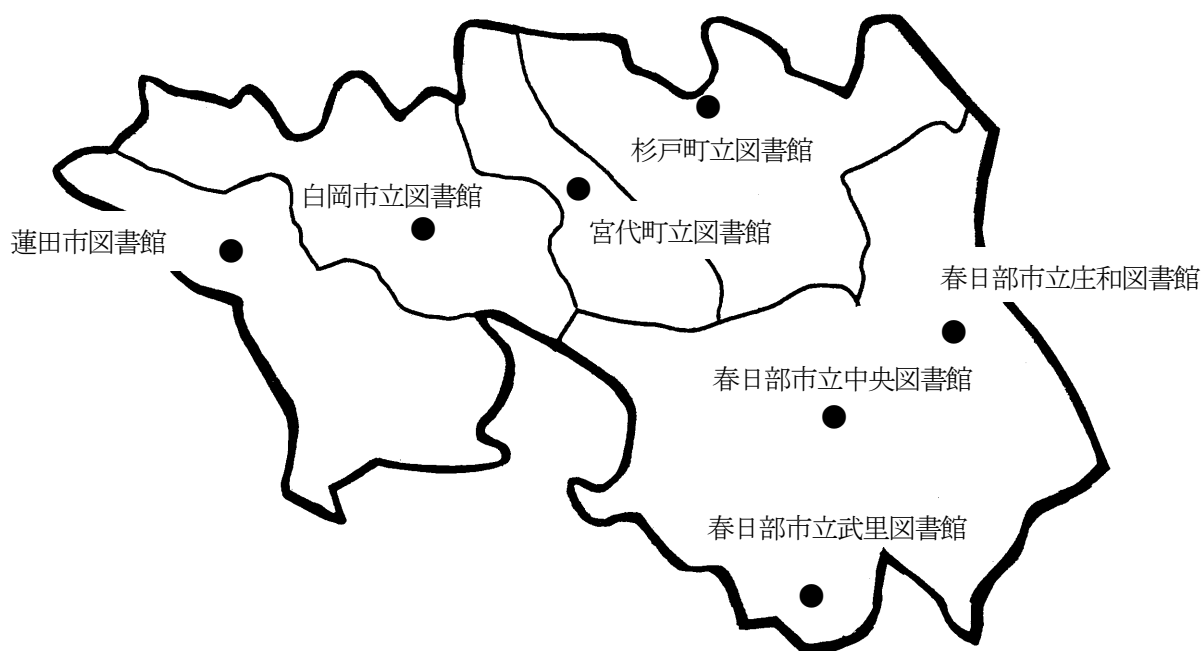 杉戸町立図書館
白岡市立図書館
宮代町立図書館
蓮田市図書館
春日部市立庄和図書館
春日部市立中央図書館
春日部市立武里図書館